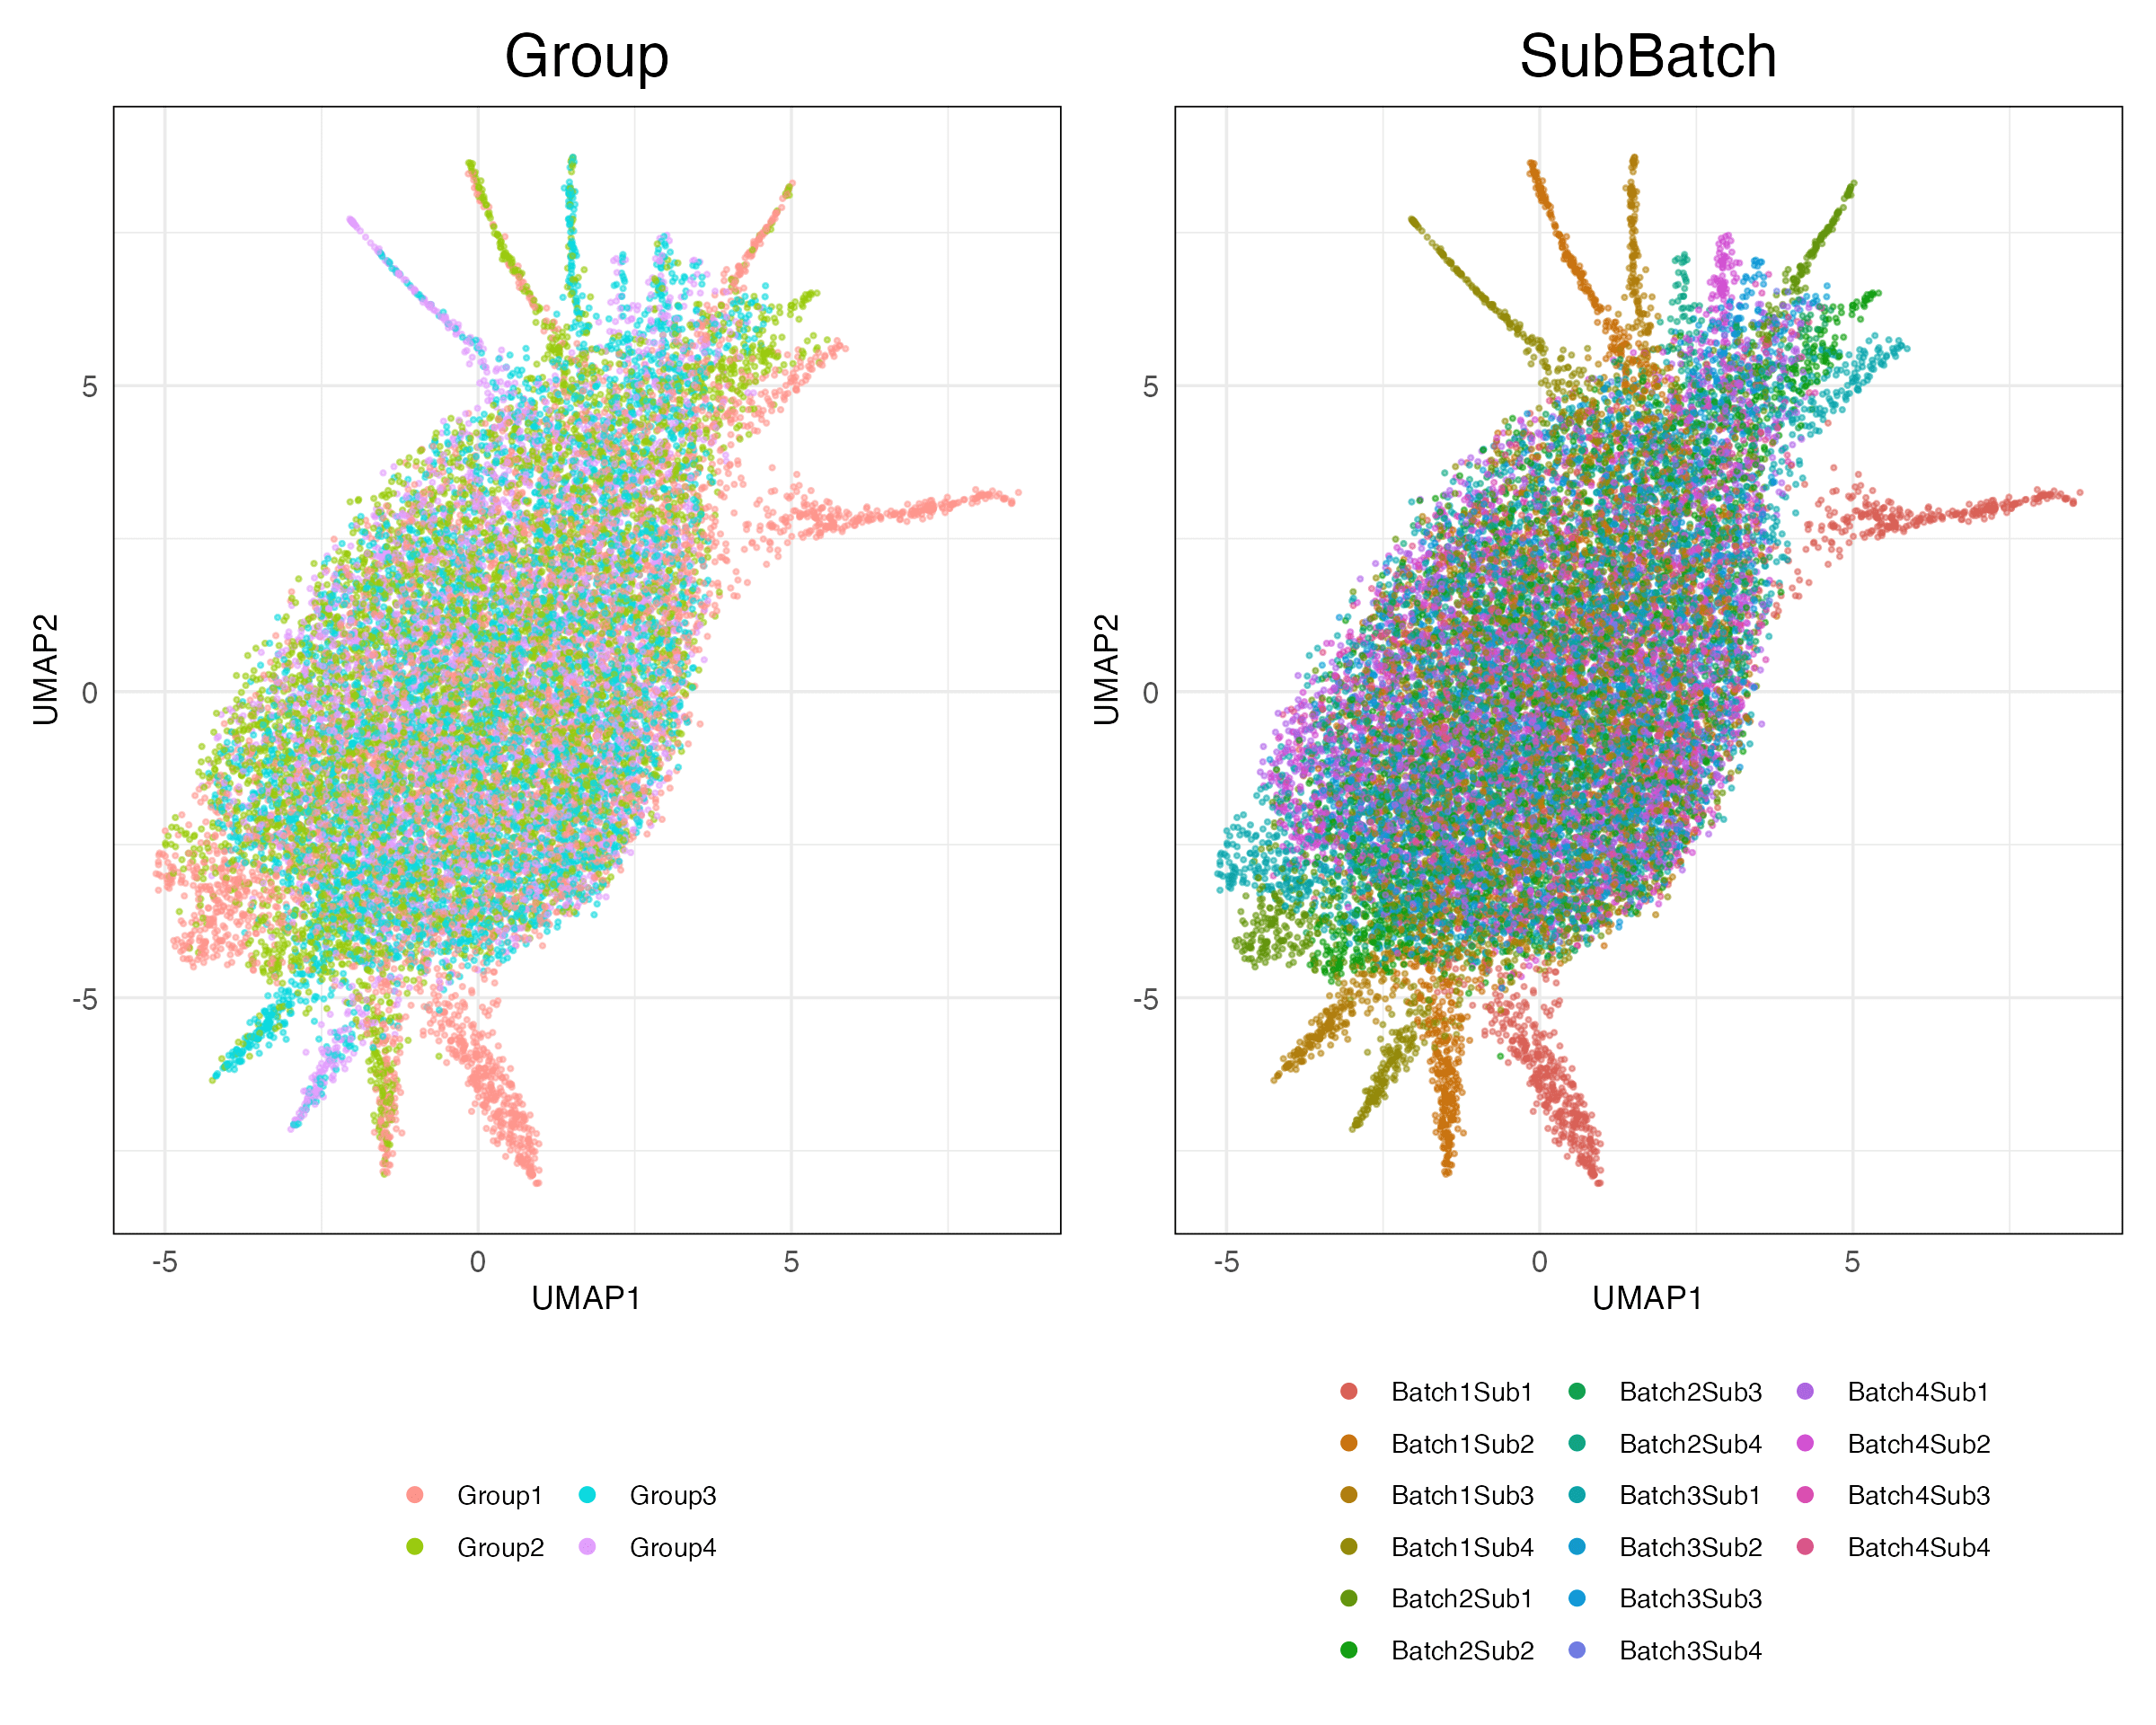 Group
SubBatch
UMAP2
5
0
-5
-5
0
5
UMAP1
UMAP2
5
0
-5
-5
0
5
UMAP1
Group1
Group3
Group2
Group4
Batch1Sub1
Batch2Sub3
Batch4Sub1
Batch1Sub2
Batch2Sub4
Batch4Sub2
Batch1Sub3
Batch3Sub1
Batch4Sub3
Batch1Sub4
Batch3Sub2
Batch4Sub4
Batch2Sub1
Batch3Sub3
Batch2Sub2
Batch3Sub4